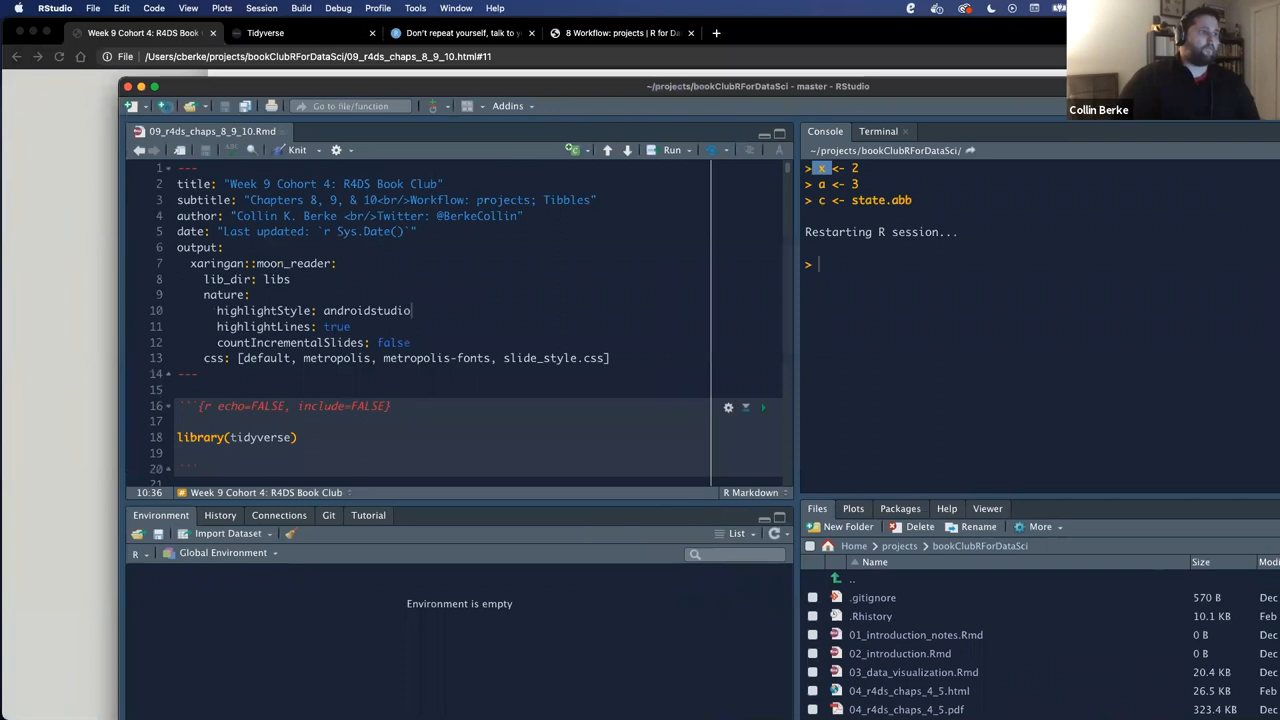 RStudio File Edit Code View Plots Session Build Debug Profile Tools Window Help
Week 9 Cohort 4: R4DS Book
Tidyverse
Don't repeat yourself, talk to yo
8 Workflow: projects | R for Da
File /Users/cberke/projects/bookClubRForDataSci/09_r4ds_chaps_8_9_10.html#11
Collin Berke
~/projects/bookClubRForDataSci - master - RStudio
Go to file/function
Addins
09_r4ds_chaps_8_9_10.Rmd
Knit
Run
1 ---
2 title: "Week 9 Cohort 4: R4DS Book Club"
3 subtitle: "Chapters 8, 9, & 10<br/>Workflow: projects; Tibbles"
4 author: "Collin K. Berke <br/>Twitter: @BerkeCollin"
5 date: "Last updated: `r Sys.Date()`"
6 output:
7 xaringan::moon_reader:
8 lib_dir: libs
9 nature:
10 highlightStyle: androidstudio
11 highlightLines: true
12 countIncrementalSlides: false
13 css: [default, metropolis, metropolis-fonts, slide_style.css]
14 ---
15
16 ```{r echo=FALSE, include=FALSE}
17
18 library(tidyverse)
19
20 ```
21
10:36 # Week 9 Cohort 4: R4DS Book Club R Markdown
Console Terminal
~/projects/bookClubRForDataSci/
> x <- 2
> a <- 3
> c <- state.abb
Restarting R session...
>
Environment History Connections Git Tutorial
Import Dataset
List
R Global Environment
Environment is empty
Files Plots Packages Help Viewer
New Folder Delete Rename More
Home projects bookClubRForDataSci
Name Size Modi
..
.gitignore 570 B Dec
.Rhistory 10.1 KB Feb
01_introduction_notes.Rmd 0 B Dec
02_introduction.Rmd 0 B Dec
03_data_visualization.Rmd 20.4 KB Dec
04_r4ds_chaps_4_5.html 26.5 KB Feb
04_r4ds_chaps_4_5.pdf 323.4 KB Dec